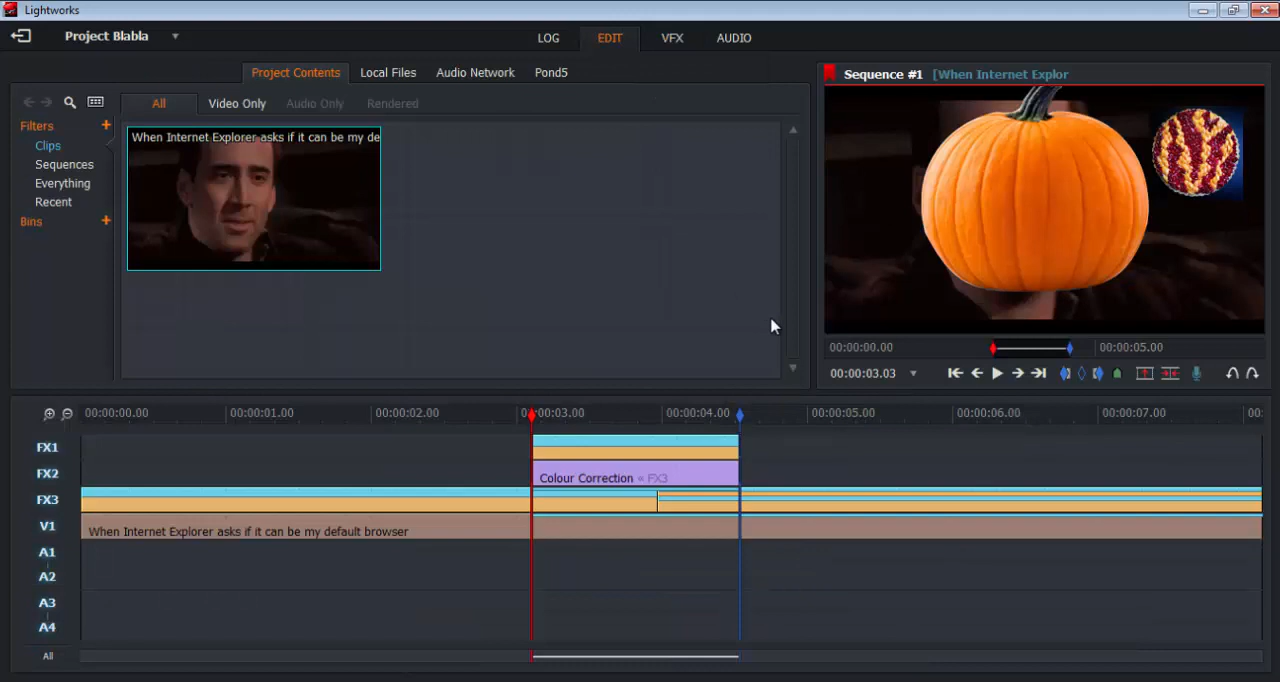 Lightworks
Project Blabla
LOG EDIT VFX AUDIO
Project Contents Local Files Audio Network Pond5
All Video Only Audio Only Rendered
Filters +
Clips
Sequences
Everything
Recent
Bins +
When Internet Explorer asks if it can be my de
Sequence #1 [When Internet Explor
00:00:00.00 00:00:05.00
00:00:03.03
00:00:00.00 00:00:01.00 00:00:02.00 00:00:03.00 00:00:04.00 00:00:05.00 00:00:06.00 00:00:07.00 00:
FX1
FX2 Colour Correction « FX3
FX3
V1 When Internet Explorer asks if it can be my default browser
A1
A2
A3
A4
All